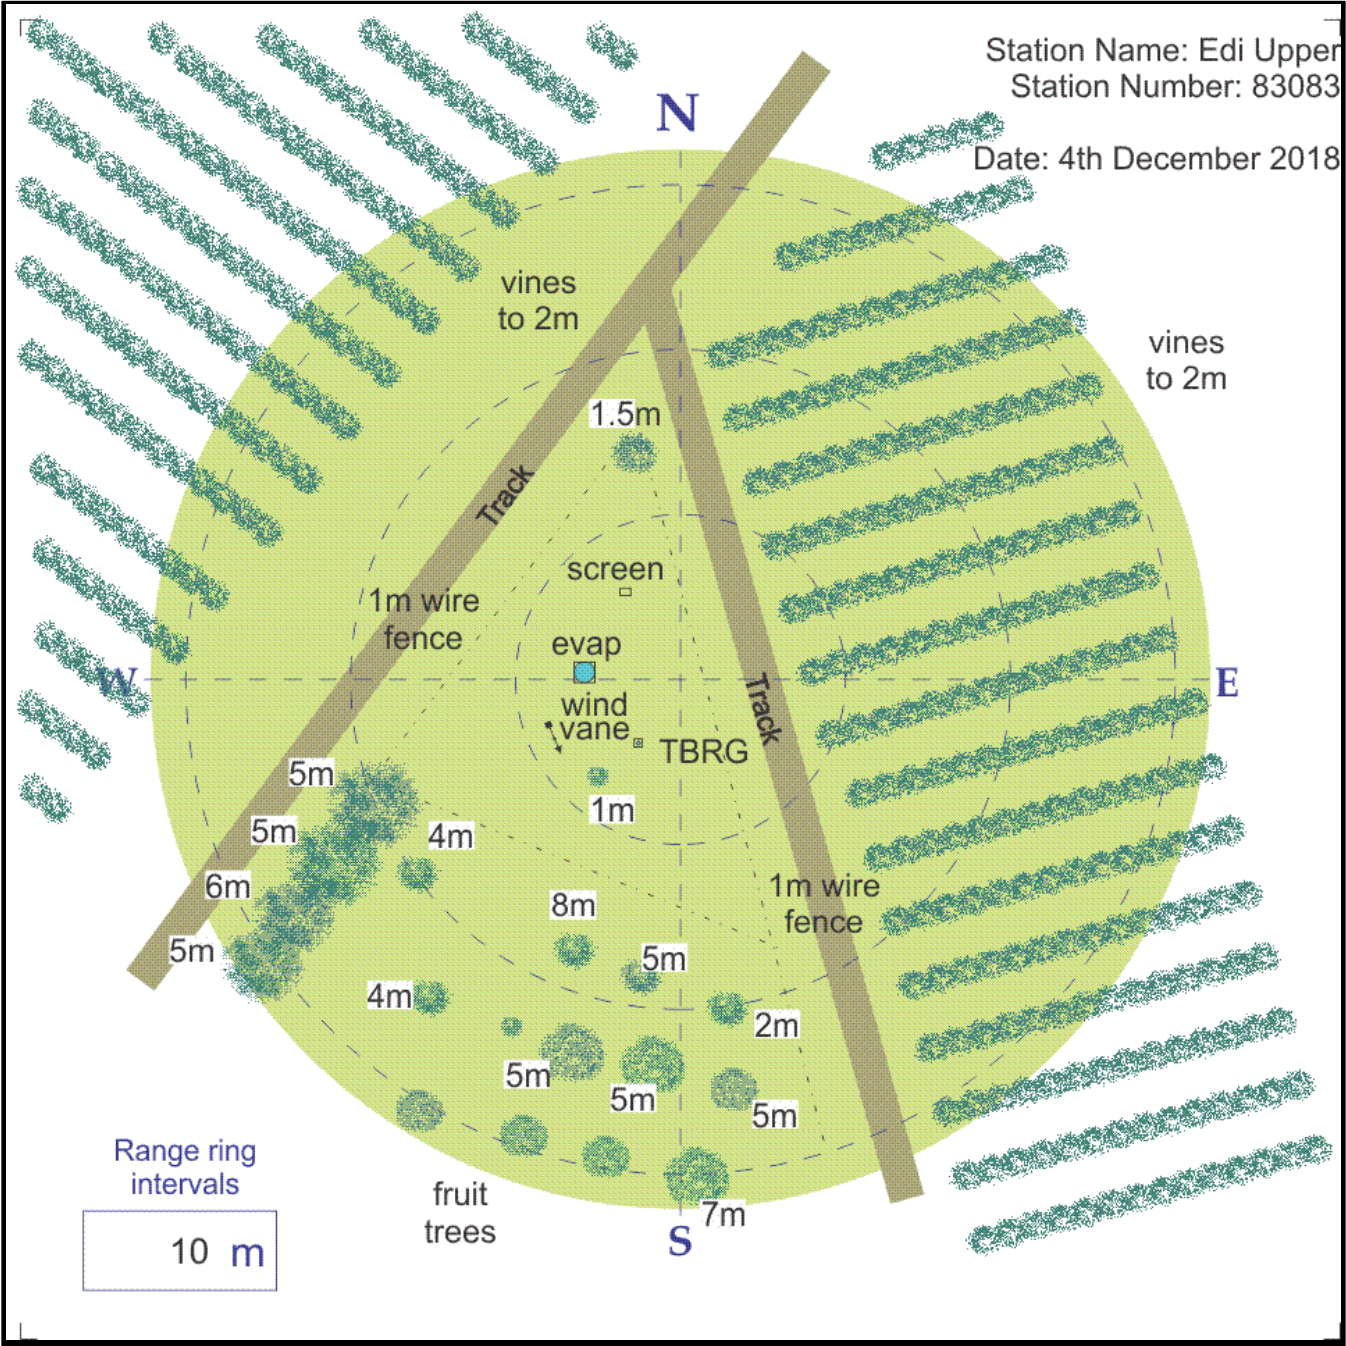 Station Name: Edi Upper
Station Number: 83083
Date: 4th December 2018
N
vines
to 2m
vines
to 2m
1.5m
Track
screen
1m wire
fence
evap
W
E
wind
vane
TBRG
Track
5m
1m
5m
4m
6m
8m
1m wire
fence
5m
5m
4m
2m
5m
5m
5m
Range ring
intervals
10 m
fruit
trees
7m
S